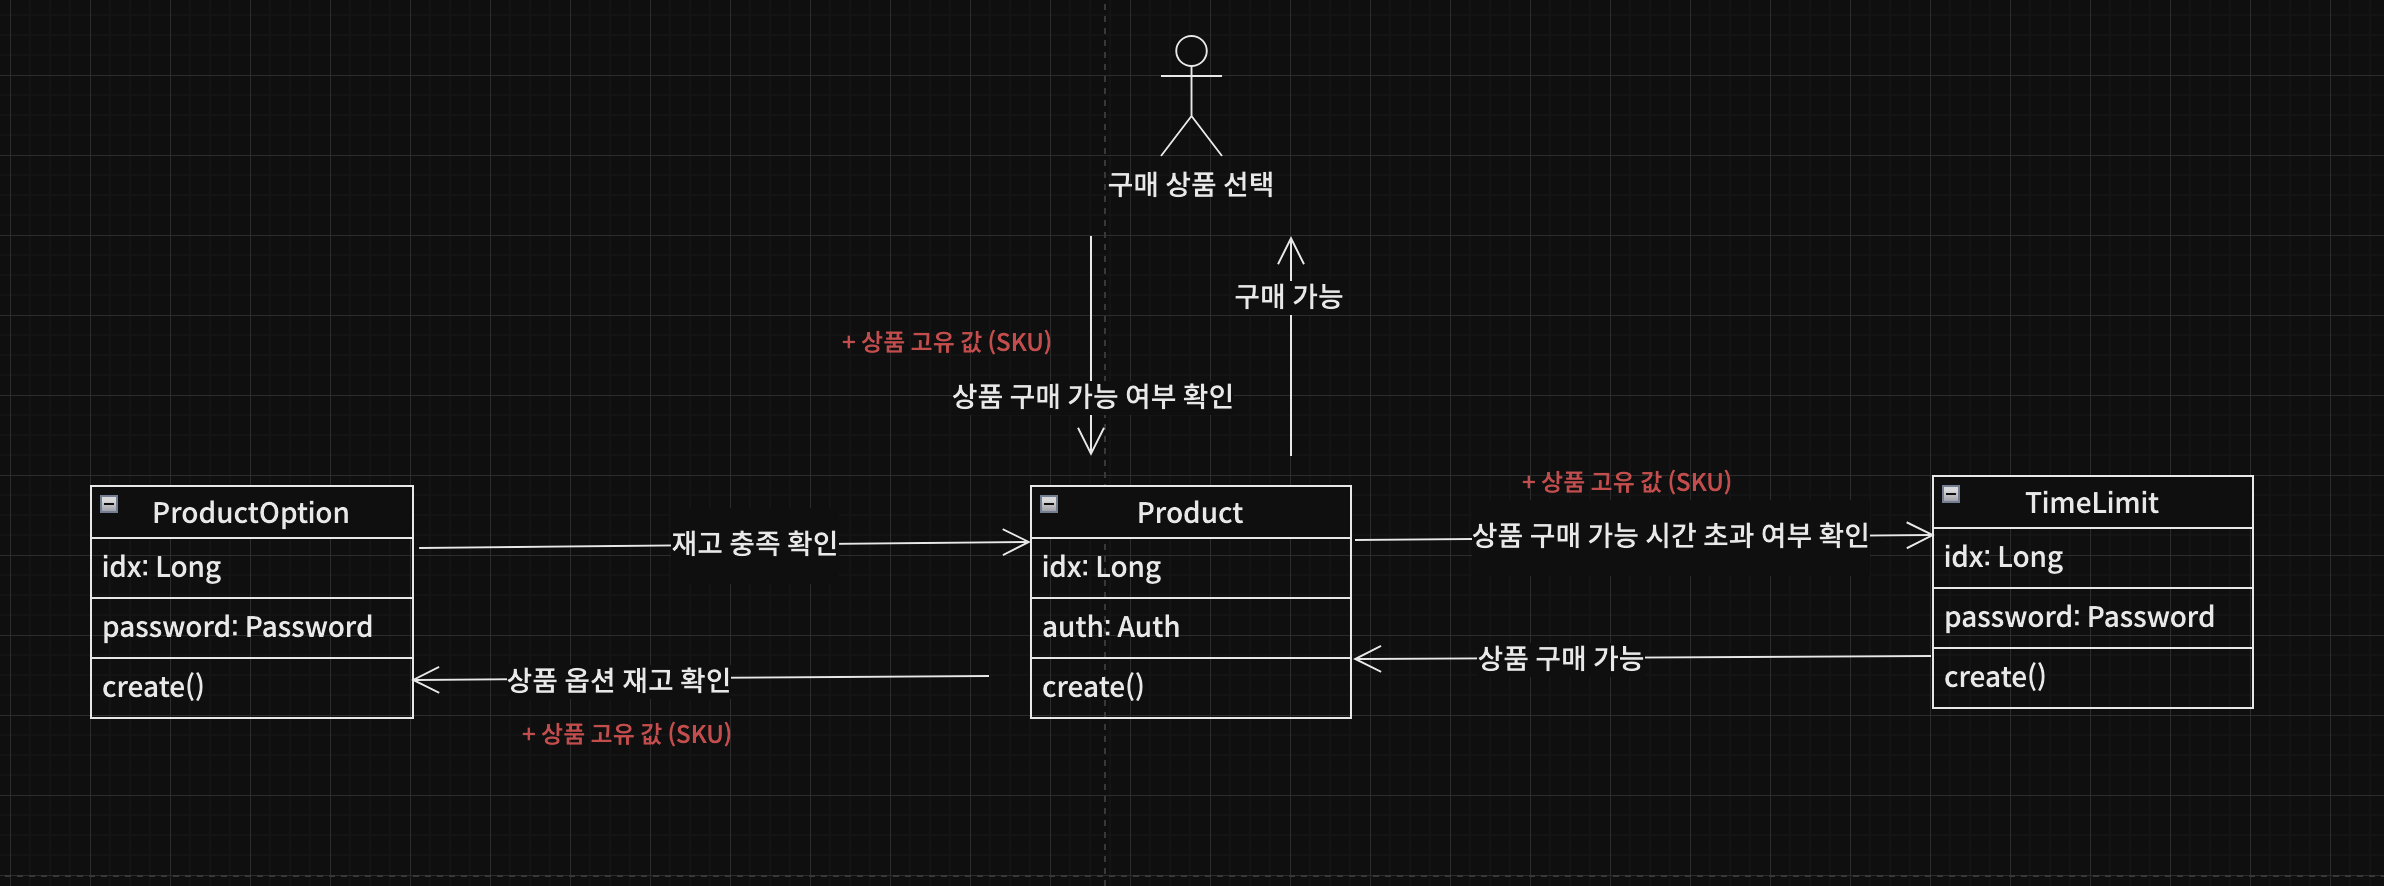 구매 상품 선택
구매 가능
+ 상품 고유 값 (SKU)
상품 구매 가능 여부 확인
ProductOption
idx: Long
password: Password
create()
재고 충족 확인
상품 옵션 재고 확인
+ 상품 고유 값 (SKU)
Product
idx: Long
auth: Auth
create()
+ 상품 고유 값 (SKU)
상품 구매 가능 시간 초과 여부 확인
상품 구매 가능
TimeLimit
idx: Long
password: Password
create()